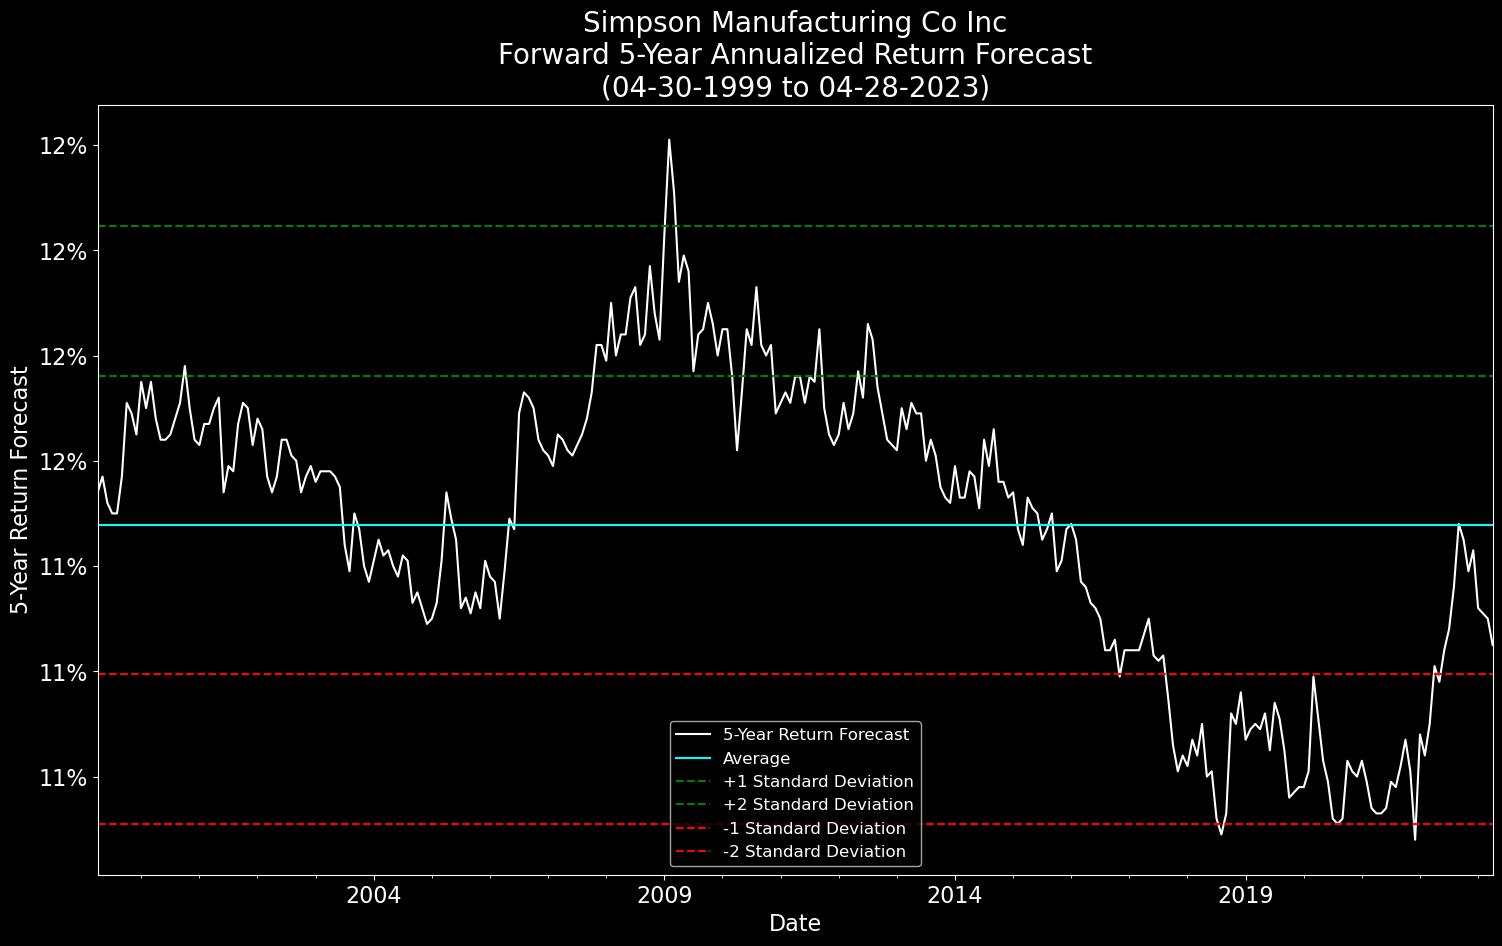 Simpson Manufacturing Co Inc
Forward 5-Year Annualized Return Forecast
(04-30-1999 to 04-28-2023)
12%
12%
12%
12%
11%
11%
11%
5-Year Return Forecast
5-Year Return Forecast
Average
+1 Standard Deviation
+2 Standard Deviation
-1 Standard Deviation
-2 Standard Deviation
2004
2009
2014
2019
Date